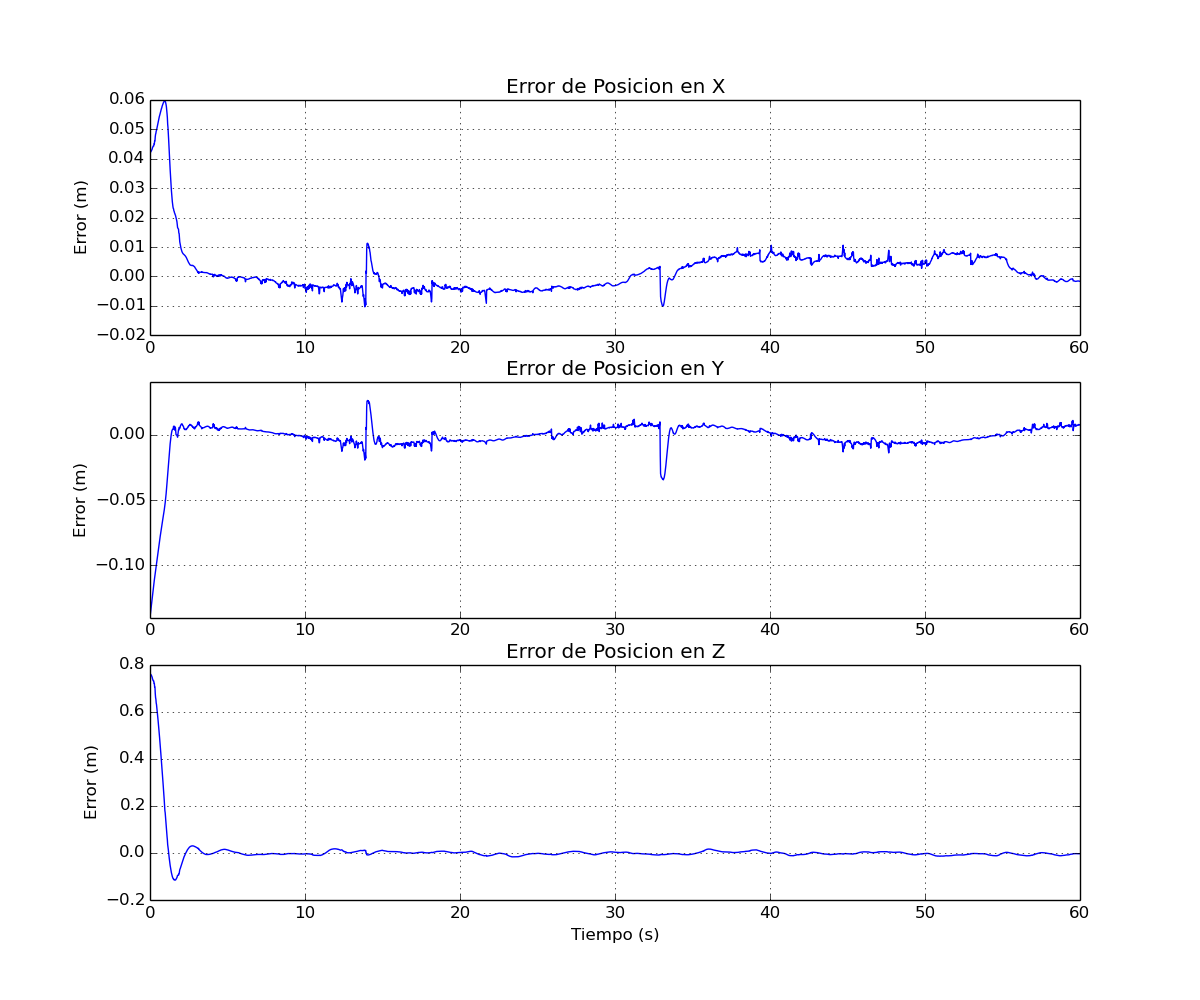 Error de Posicion en X
0.06
0.05
0.04
0.03
0.02
0.01
0.00
−0.01
−0.02
Error (m)
0 10 20 30 40 50 60
Error de Posicion en Y
0.00
−0.05
−0.10
Error (m)
0 10 20 30 40 50 60
Error de Posicion en Z
0.8
0.6
0.4
0.2
0.0
−0.2
Error (m)
0 10 20 30 40 50 60
Tiempo (s)